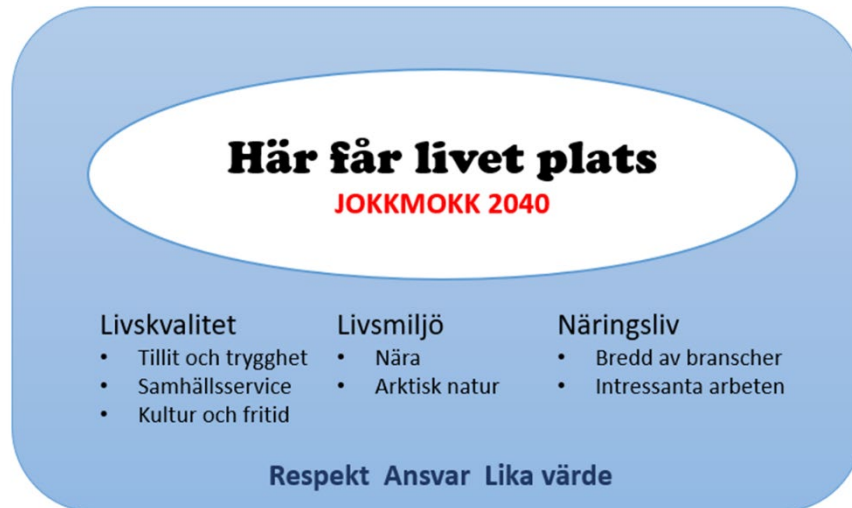 Här får livet plats
JOKKMOKK 2040
Livskvalitet
• Tillit och trygghet
• Samhällsservice
• Kultur och fritid
Livsmiljö
• Nära
• Arktisk natur
Näringsliv
• Bredd av branscher
• Intressanta arbeten
Respekt Ansvar Lika värde